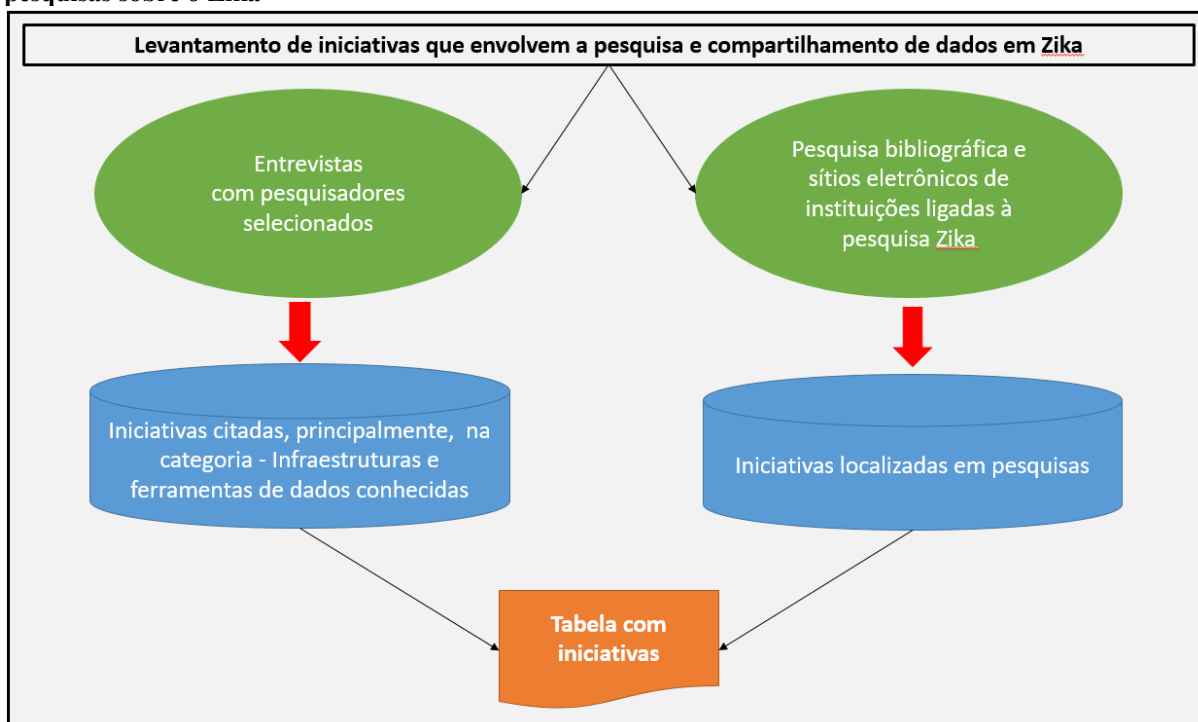 pesquisas sobre o Zika
Levantamento de iniciativas que envolvem a pesquisa e compartilhamento de dados em Zika
Entrevistas
com pesquisadores
selecionados
Pesquisa bibliográfica e
sítios eletrônicos de
instituições ligadas à
pesquisa Zika
Iniciativas citadas, principalmente, na
categoria - Infraestruturas e
ferramentas de dados conhecidas
Iniciativas localizadas em pesquisas
Tabela com
iniciativas